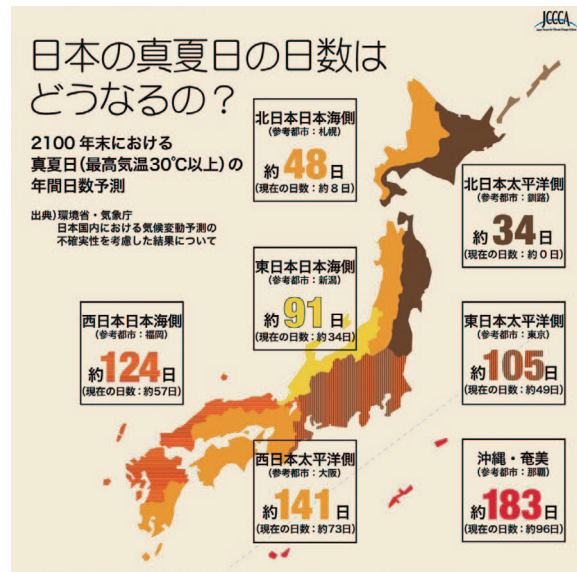 JCCCA
日本の真夏日の日数は
どうなるの？
2100年末における
真夏日（最高気温30℃以上）の
年間日数予測
出典）環境省・気象庁
日本国内における気候変動予測の
不確実性を考慮した結果について
北日本日本海側
（参考都市：札幌）
約48日
（現在の日数：約８日）
北日本太平洋側
（参考都市：釧路）
約34日
（現在の日数：約０日）
東日本日本海側
（参考都市：新潟）
約91日
（現在の日数：約34日）
西日本日本海側
（参考都市：福岡）
約124日
（現在の日数：約57日）
東日本太平洋側
（参考都市：東京）
約105日
（現在の日数：約49日）
西日本太平洋側
（参考都市：大阪）
約141日
（現在の日数：約73日）
沖縄・奄美
（参考都市：那覇）
約183日
（現在の日数：約96日）